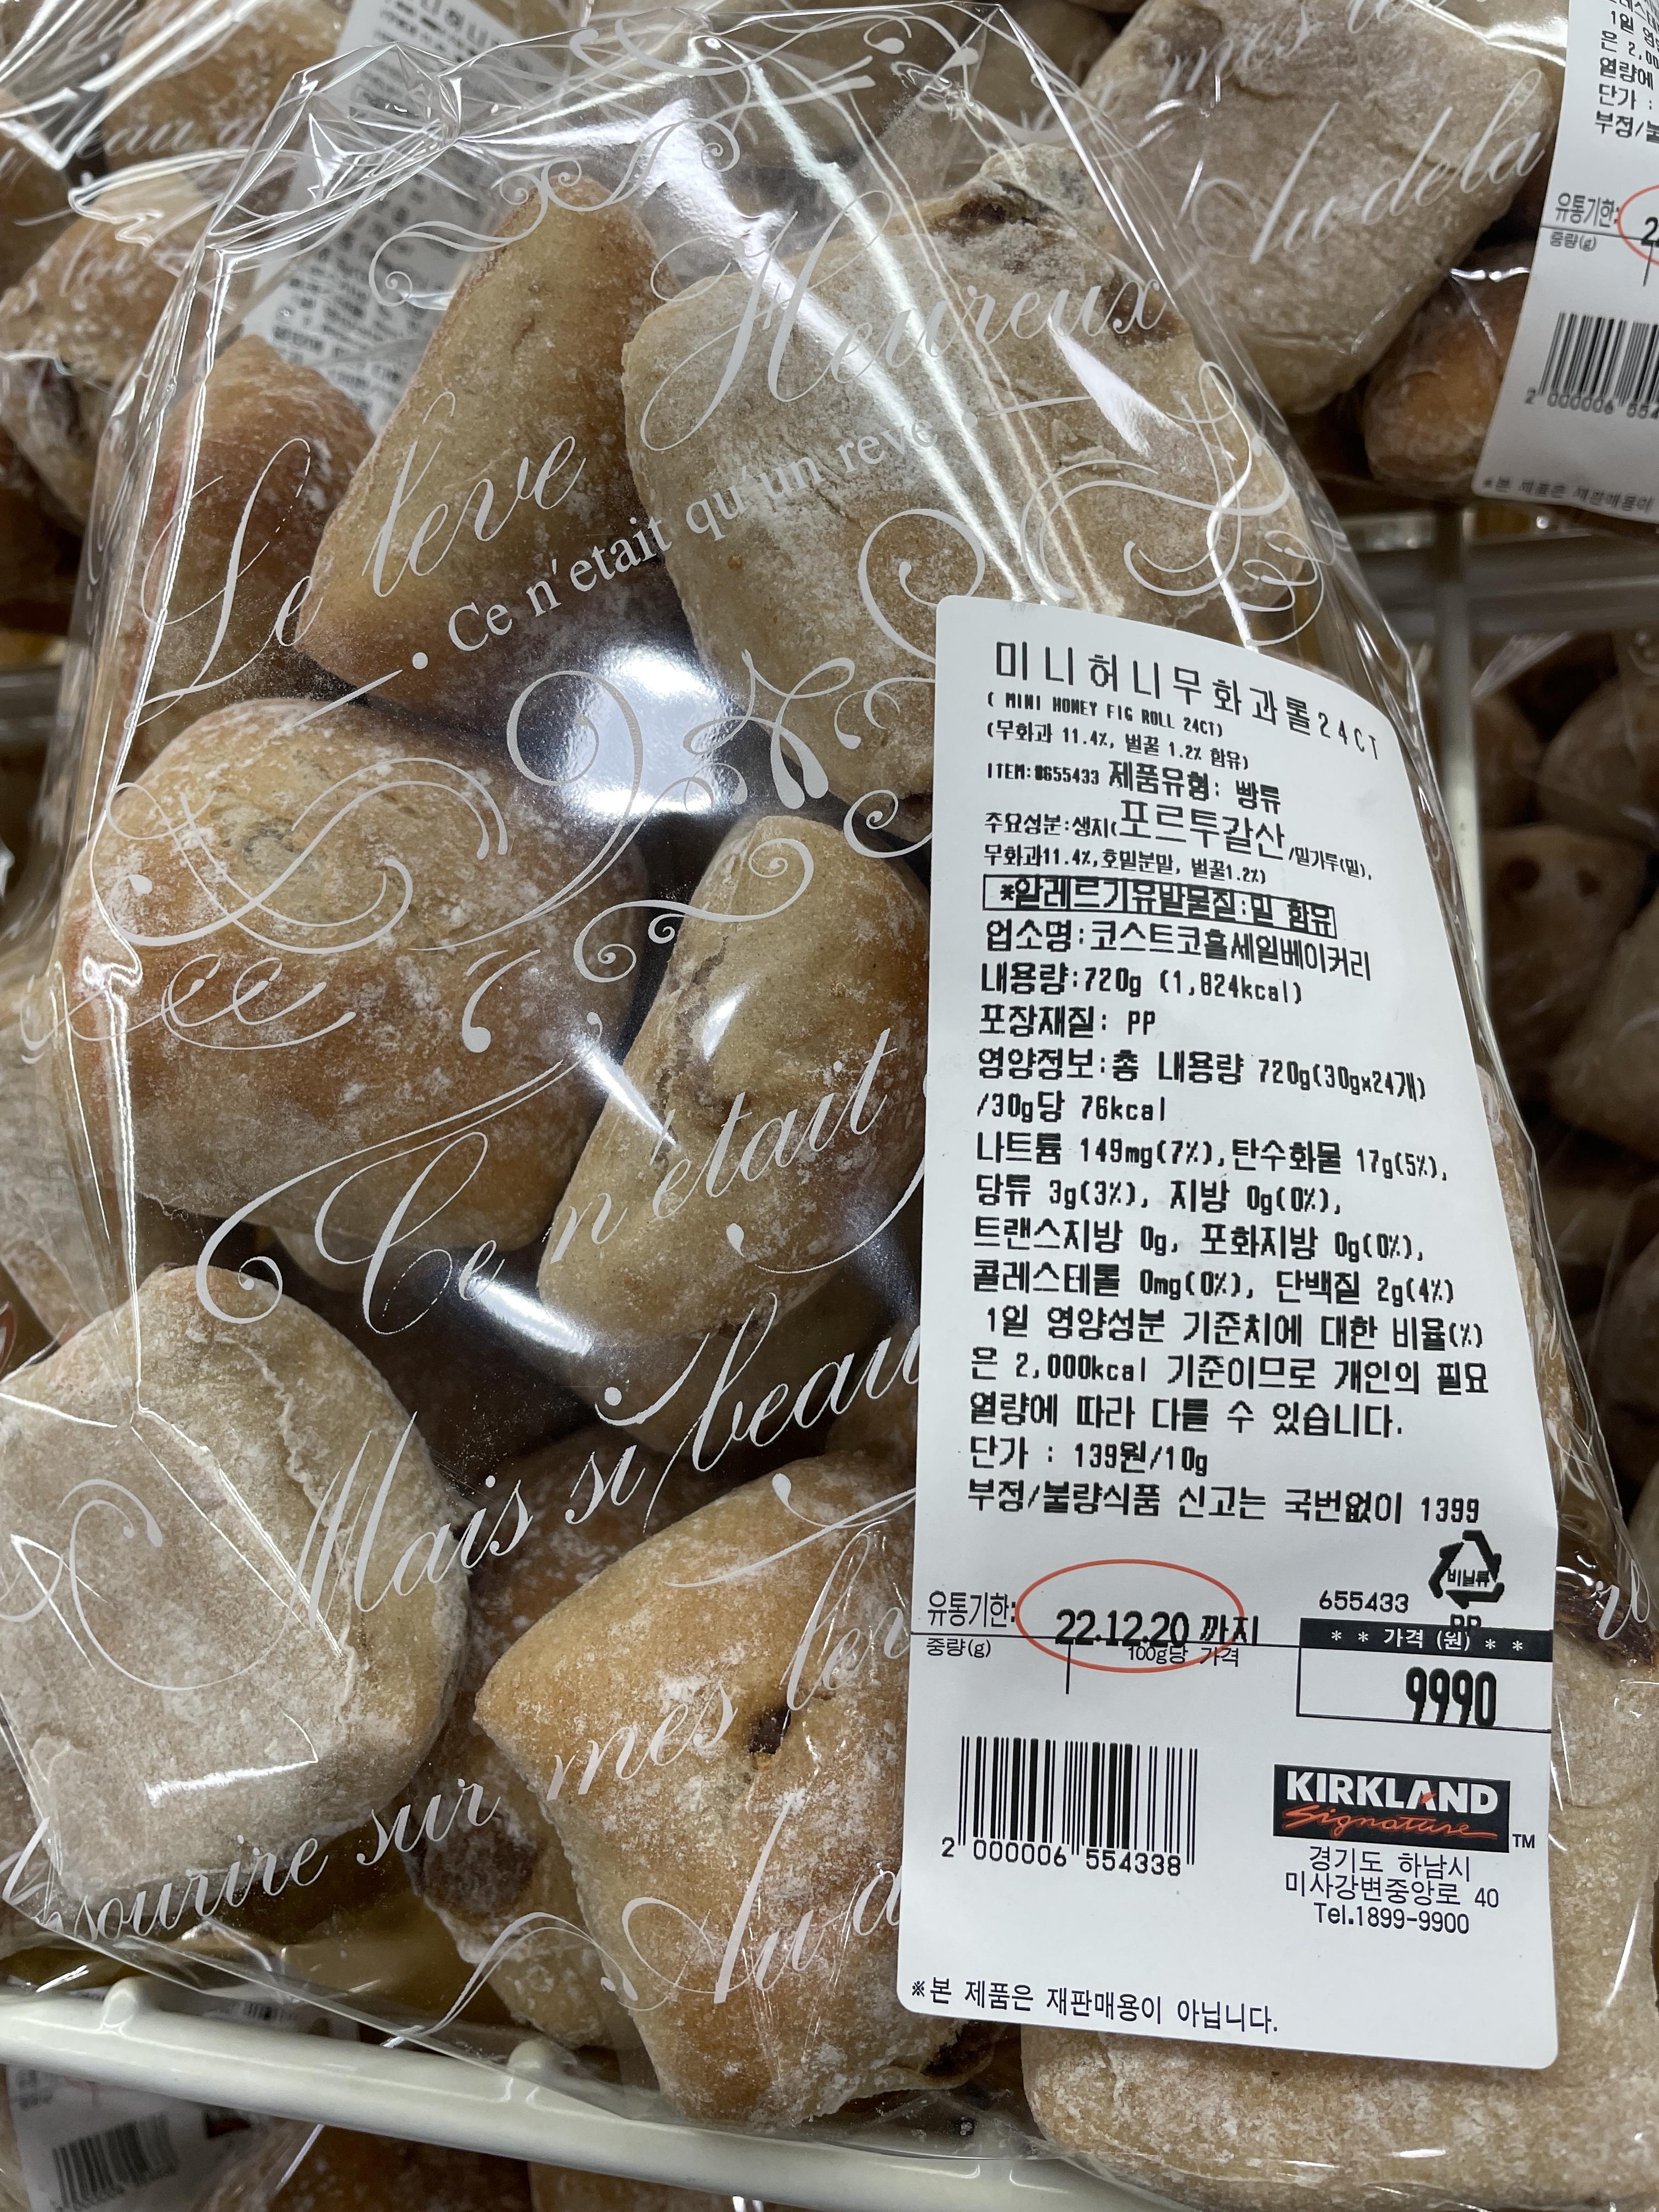 Le reve Heureux
Ce n'etait qu'un reve.
Ce n'etait
Mais si beau
sourire sur mes
미니허니무화과롤24CT
( MINI HONEY FIG ROLL 24CT)
(무화과 11.4%, 벌꿀 1.2% 함유)
ITEM:#655433 제품유형: 빵류
주요성분:생지(포르투갈산/밀가루(밀),
무화과11.4%,호밀분말, 벌꿀1.2%)
*알레르기유발물질:밀 함유
업소명:코스트코홀세일베이커리
내용량:720g (1,824kcal)
포장재질: PP
영양정보:총 내용량 720g(30gx24개)
/30g당 76kcal
나트륨 149mg(7%),탄수화물 17g(5%),
당류 3g(3%), 지방 0g(0%),
트랜스지방 0g, 포화지방 0g(0%),
콜레스테롤 0mg(0%), 단백질 2g(4%)
1일 영양성분 기준치에 대한 비율(%)
은 2,000kcal 기준이므로 개인의 필요
열량에 따라 다를 수 있습니다.
단가 : 139원/10g
부정/불량식품 신고는 국번없이 1399
비닐류
PP
655433
유통기한: 22.12.20 까지
중량(g) 100g당 가격
* * 가격 (원) * *
9990
2 000006 554338
KIRKLAND
Signature TM
경기도 하남시
미사강변중앙로 40
Tel.1899-9900
※본 제품은 재판매용이 아닙니다.